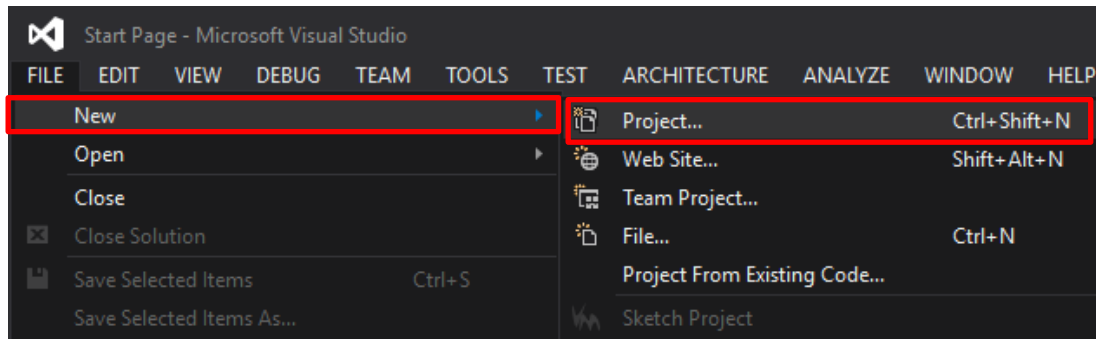 Start Page - Microsoft Visual Studio
FILE EDIT VIEW DEBUG TEAM TOOLS TEST ARCHITECTURE ANALYZE WINDOW HELP
New
Open
Close
Close Solution
Save Selected Items Ctrl+S
Save Selected Items As...
Project... Ctrl+Shift+N
Web Site... Shift+Alt+N
Team Project...
File... Ctrl+N
Project From Existing Code...
Sketch Project